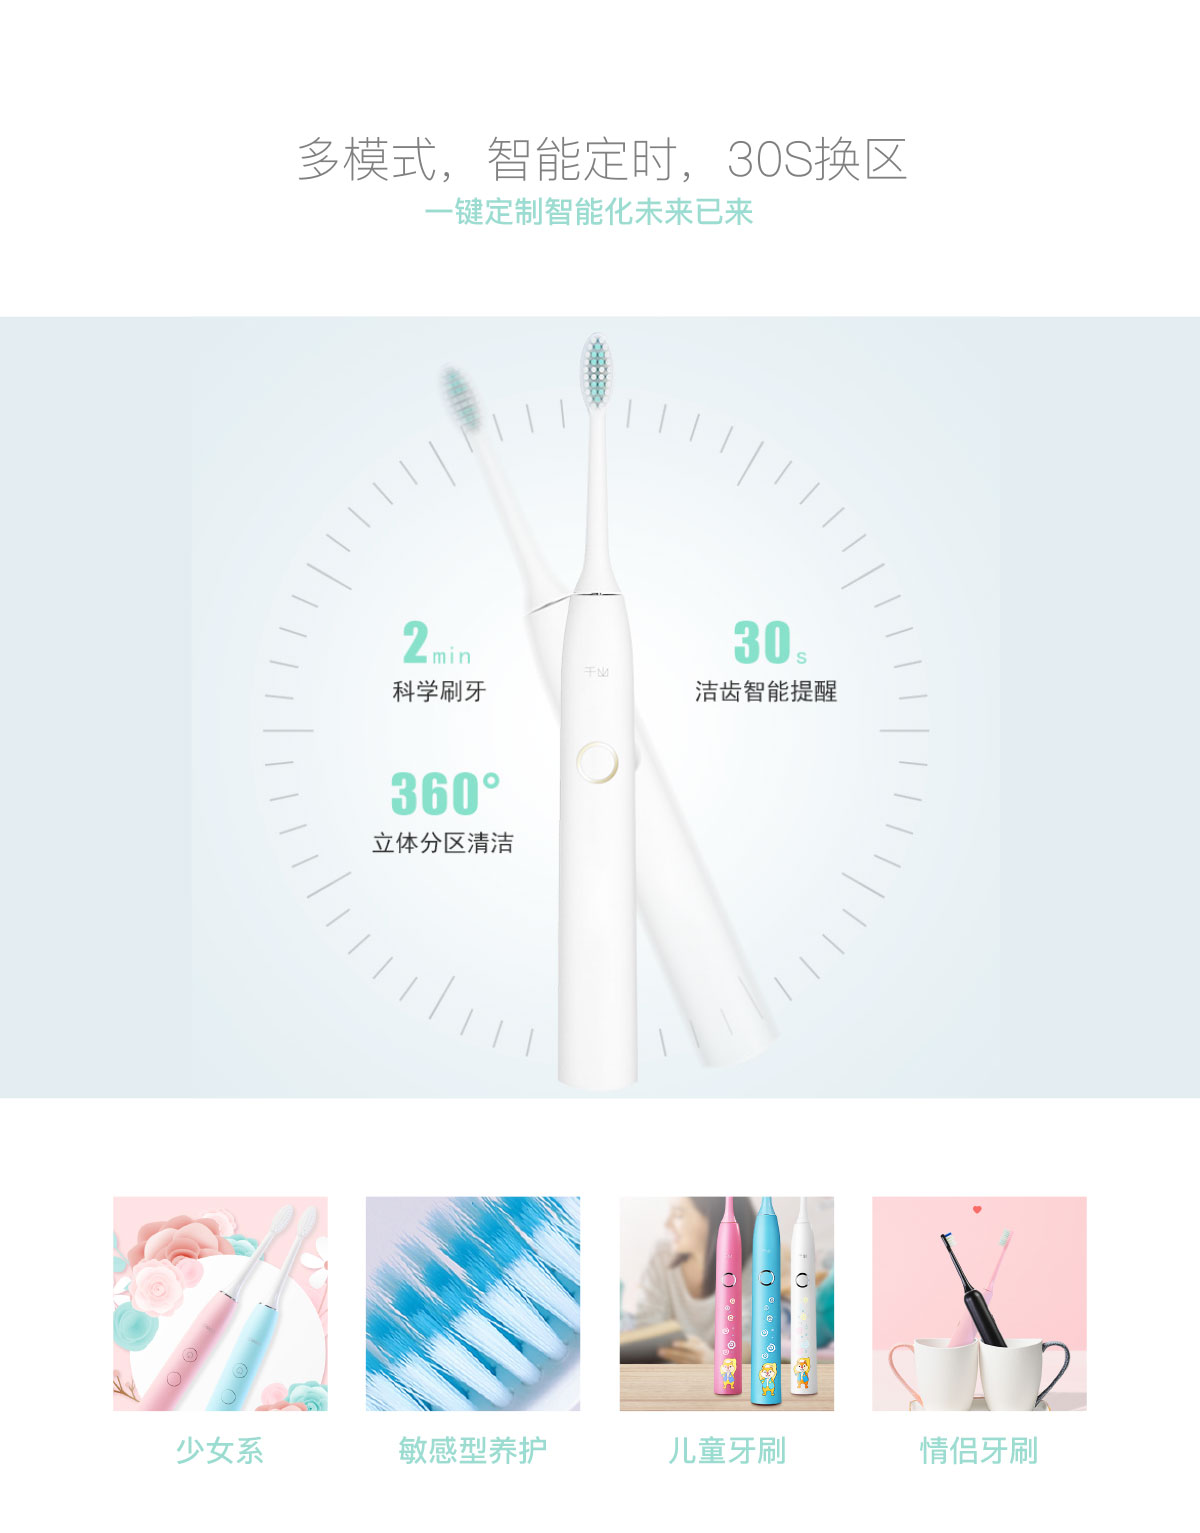 多模式，智能定时，30S换区
一键定制智能化未来已来
2min
科学刷牙
30s
洁齿智能提醒
千山
360°
立体分区清洁
少女系
敏感型养护
儿童牙刷
情侣牙刷